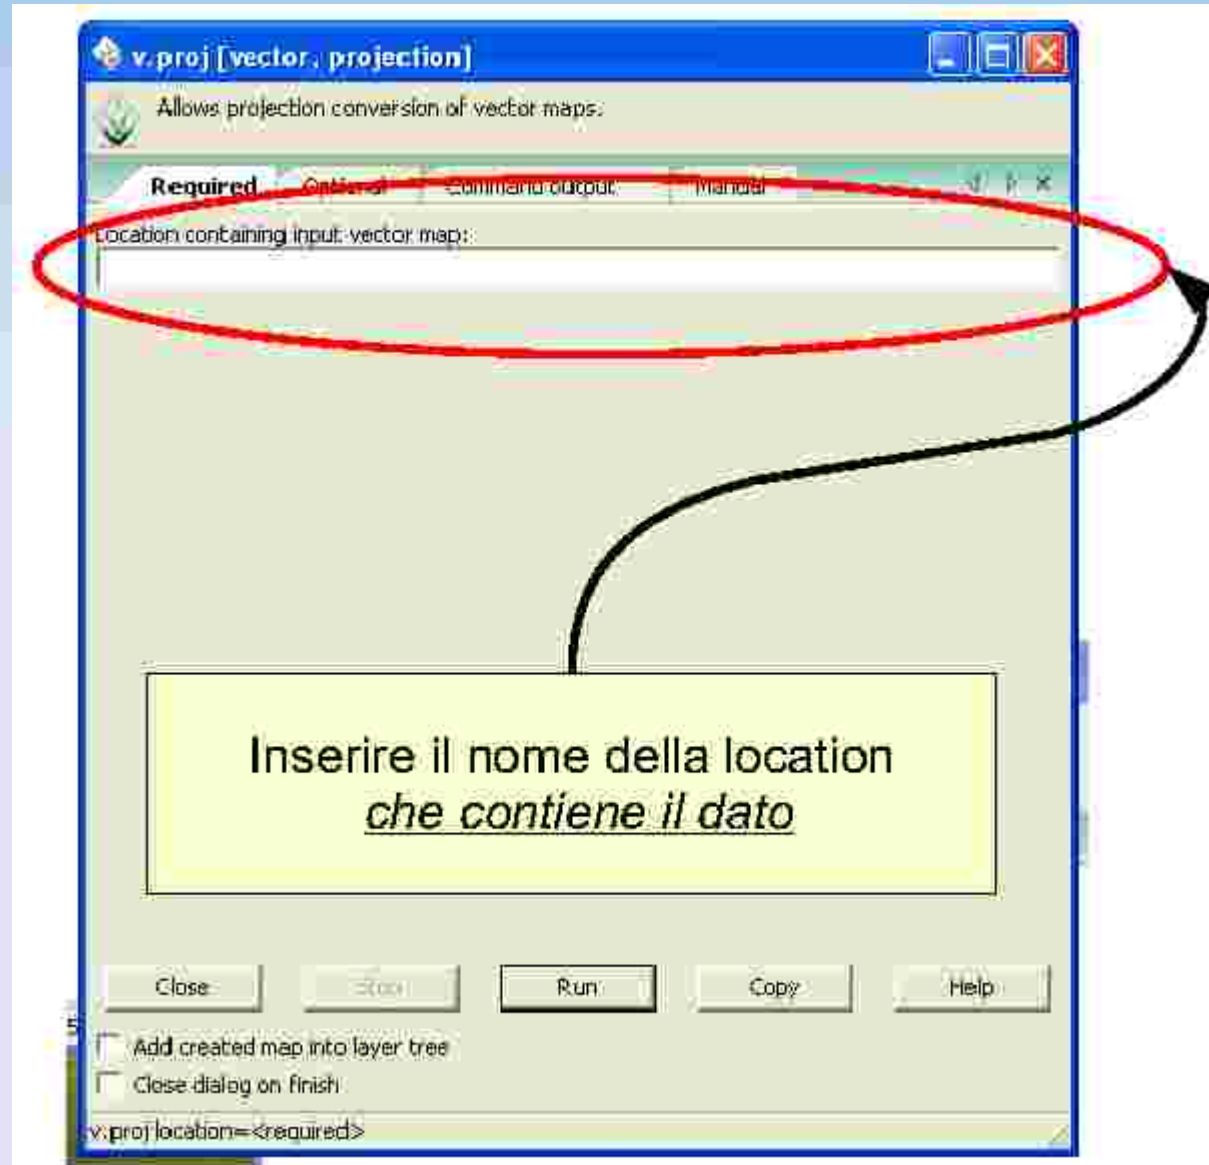 v.proj [vector, projection]
Allows projection conversion of vector maps.
Required Optional Command output Manual
Location containing input vector map:
Inserire il nome della location
che contiene il dato
Close Stop Run Copy Help
Add created map into layer tree
Close dialog on finish
v.proj location=<required>